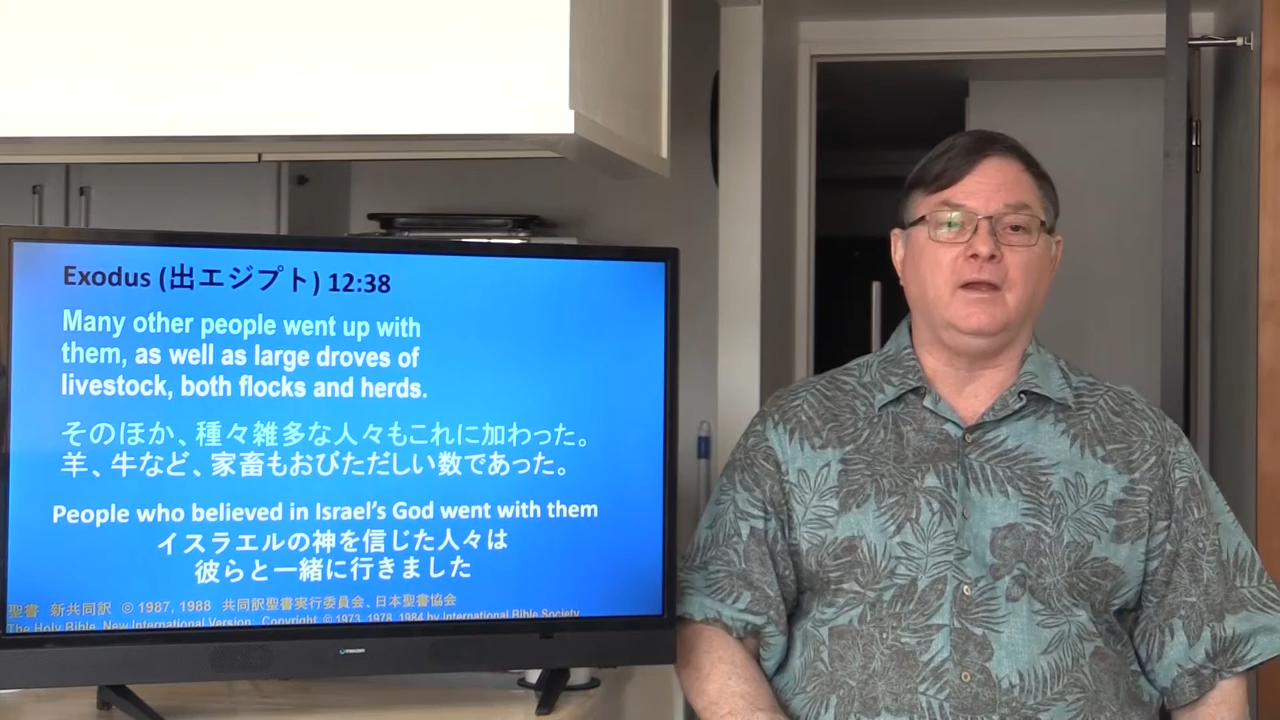 Exodus (出エジプト) 12:38
Many other people went up with
them, as well as large droves of
livestock, both flocks and herds.
そのほか、種々雑多な人々もこれに加わった。
羊、牛など、家畜もおびただしい数であった。
People who believed in Israel's God went with them
イスラエルの神を信じた人々は
彼らと一緒に行きました
聖書 新共同訳 © 1987, 1988 共同訳聖書実行委員会、日本聖書協会
The Holy Bible, New International Version; Copyright © 1973, 1978, 1984 by International Bible Society